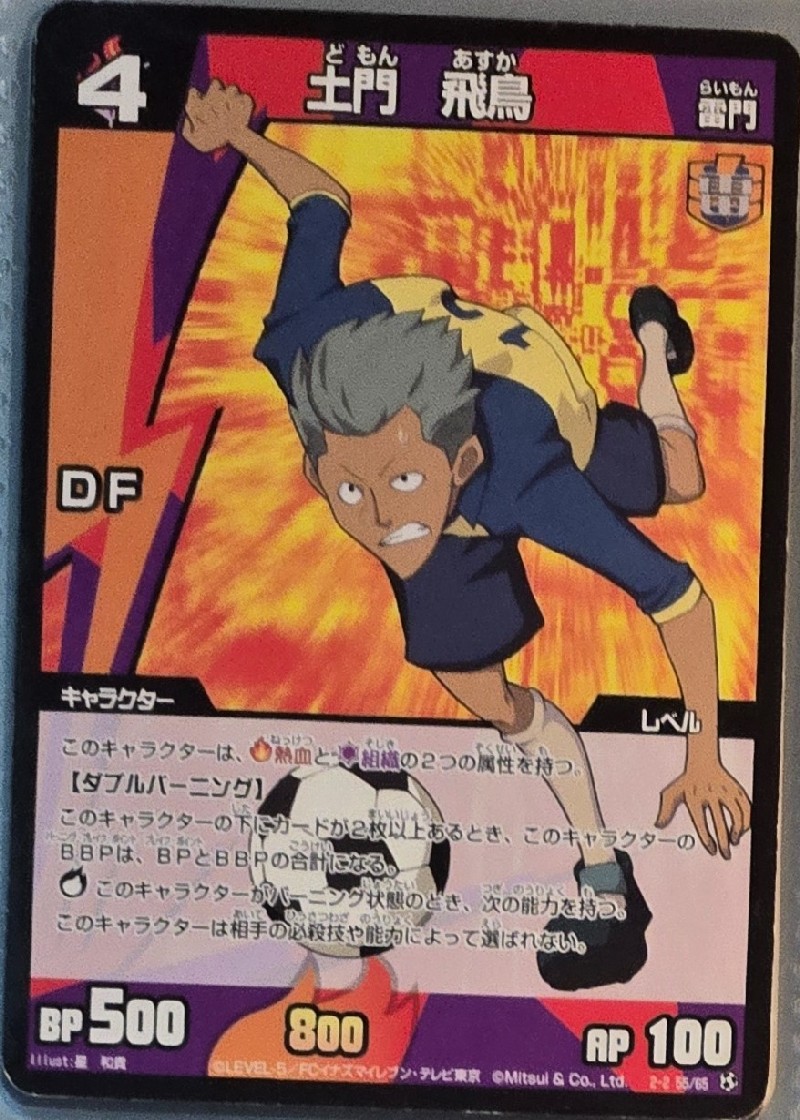 4
どもん あすか
土門 飛鳥
らいもん
雷門
雷
DF
キャラクター
レベル
このキャラクターは、熱血と組織の2つの属性を持つ。
【ダブルバーニング】
このキャラクターの下にカードが2枚以上あるとき、このキャラクターの
BBPは、BPとBBPの合計になる。
このキャラクターがバーニング状態のとき、次の能力を持つ。
このキャラクターは相手の必殺技や能力によって選ばれない。
BP500
800
AP 100
illust:星 和貴
©LEVEL-5/FCイナズマイレブン・テレビ東京 ©Mitsui & Co., Ltd.
2-2 55/65